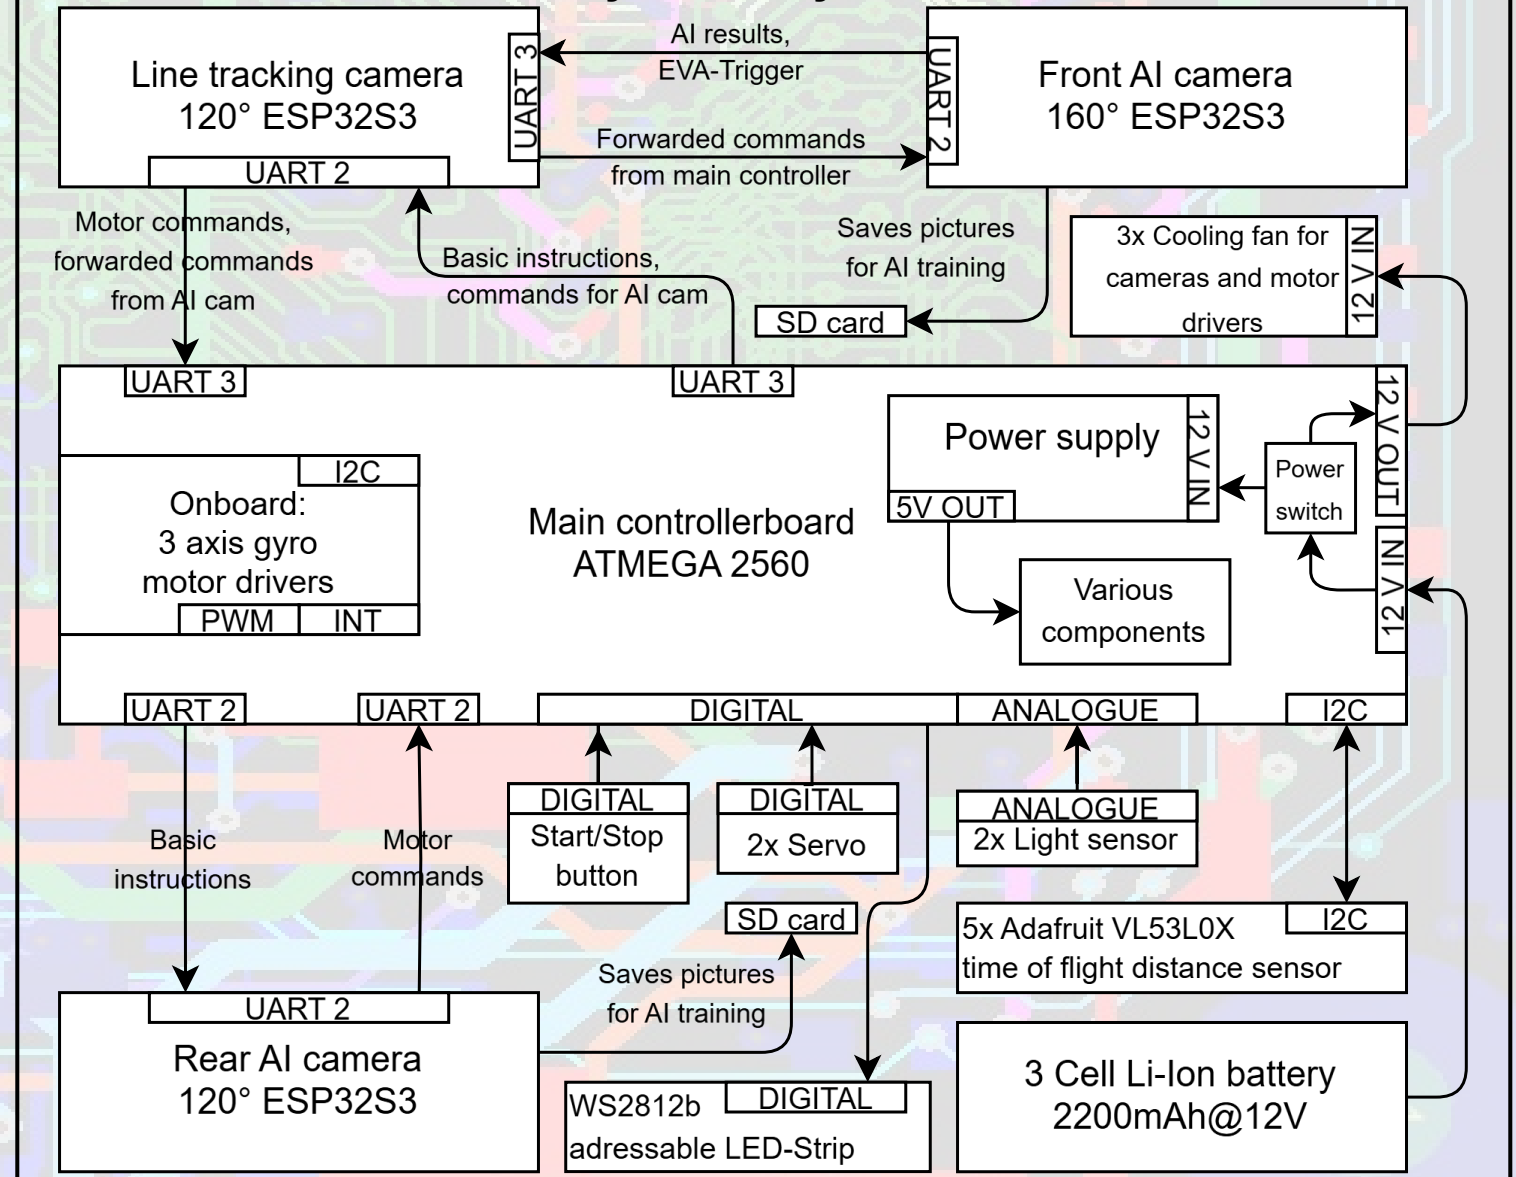 Line tracking camera
120° ESP32S3
UART 3
UART 2
AI results,
EVA-Trigger
Forwarded commands
from main controller
UART 2
Front AI camera
160° ESP32S3
Motor commands,
forwarded commands
from AI cam
Basic instructions,
commands for AI cam
Saves pictures
for AI training
SD card
3x Cooling fan for
cameras and motor
drivers
12 V IN
UART 3
UART 3
I2C
Onboard:
3 axis gyro
motor drivers
PWM
INT
Main controllerboard
ATMEGA 2560
Power supply
12 V IN
5V OUT
Power
switch
12 V OUT
12 V IN
Various
components
UART 2
UART 2
DIGITAL
ANALOGUE
I2C
Basic
instructions
Motor
commands
DIGITAL
Start/Stop
button
DIGITAL
2x Servo
ANALOGUE
2x Light sensor
SD card
Saves pictures
for AI training
I2C
5x Adafruit VL53L0X
time of flight distance sensor
UART 2
Rear AI camera
120° ESP32S3
DIGITAL
WS2812b
adressable LED-Strip
3 Cell Li-Ion battery
2200mAh@12V